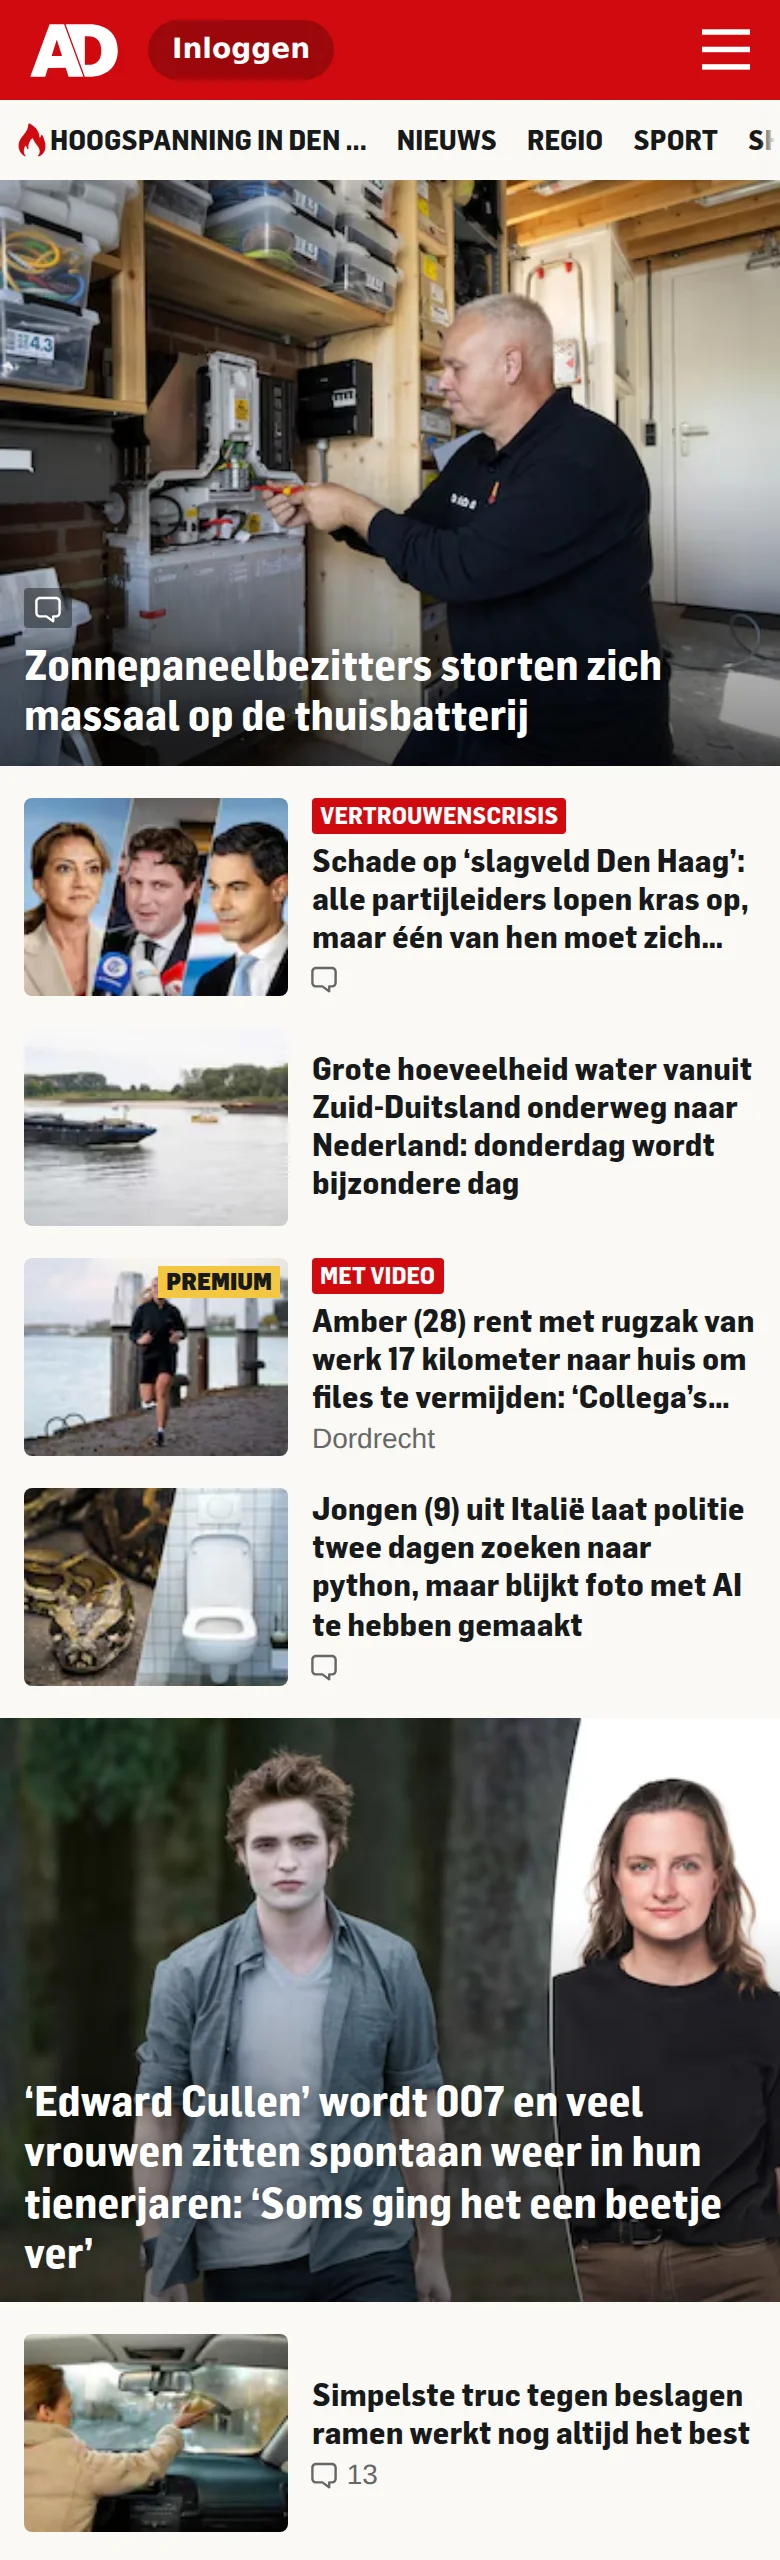 AD
Inloggen
HOOGSPANNING IN DEN ...
NIEUWS
REGIO
SPORT
4.3
Zonnepaneelbezitters storten zich
massaal op de thuisbatterij
VERTROUWENSCRISIS
Schade op ‘slagveld Den Haag’:
alle partijleiders lopen kras op,
maar één van hen moet zich...
Grote hoeveelheid water vanuit
Zuid-Duitsland onderweg naar
Nederland: donderdag wordt
bijzondere dag
PREMIUM
MET VIDEO
Amber (28) rent met rugzak van
werk 17 kilometer naar huis om
files te vermijden: ‘Collega’s...
Dordrecht
Jongen (9) uit Italië laat politie
twee dagen zoeken naar
python, maar blijkt foto met AI
te hebben gemaakt
‘Edward Cullen’ wordt 007 en veel
vrouwen zitten spontaan weer in hun
tienerjaren: ‘Soms ging het een beetje
ver’
Simpelste truc tegen beslagen
ramen werkt nog altijd het best
13